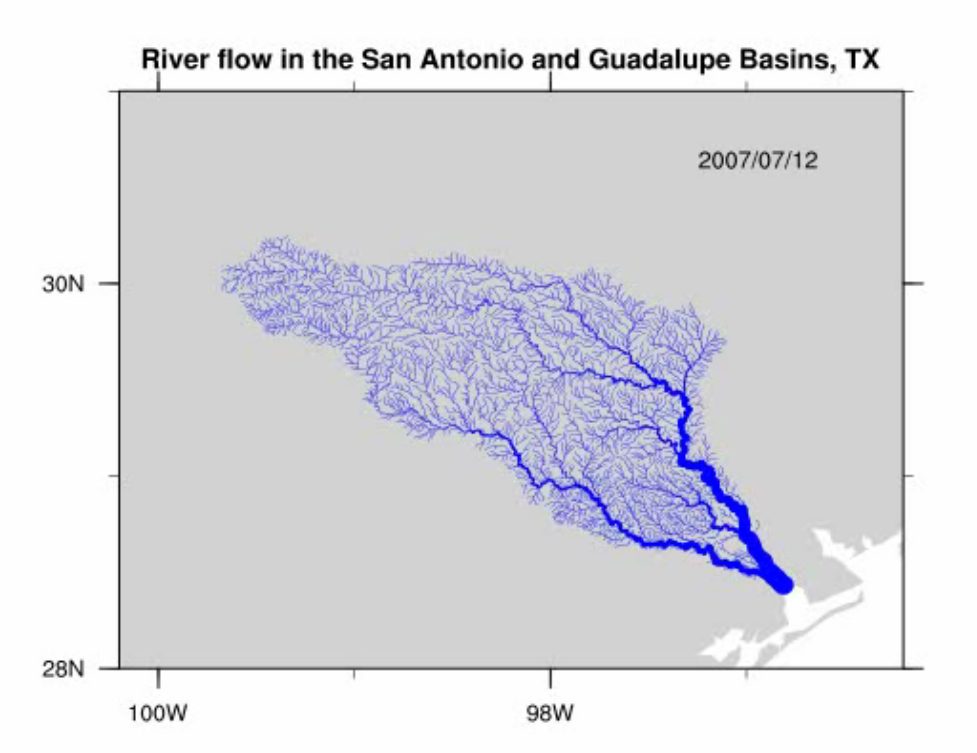 River flow in the San Antonio and Guadalupe Basins, TX
2007/07/12
30N
28N
100W
98W